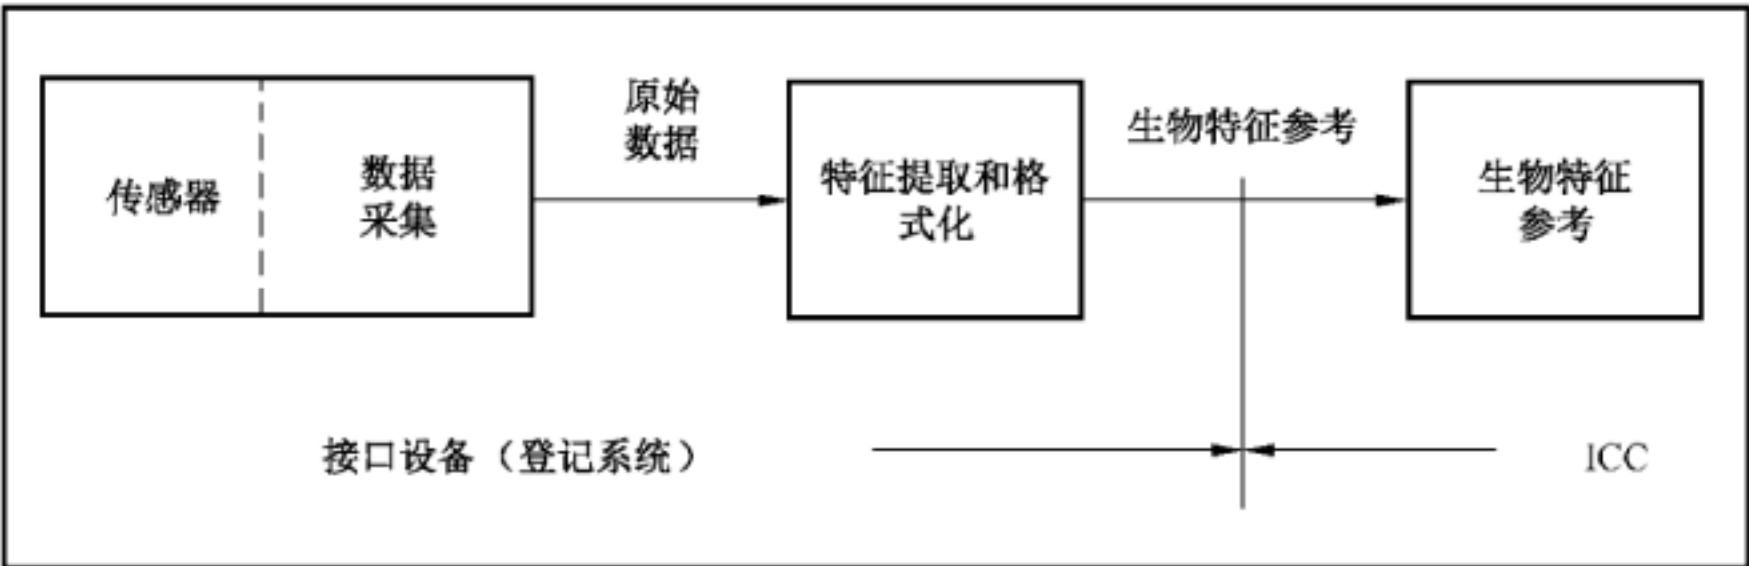 传感器
数据
采集
原始
数据
特征提取和格
式化
生物特征参考
生物特征
参考
接口设备（登记系统）
ICC